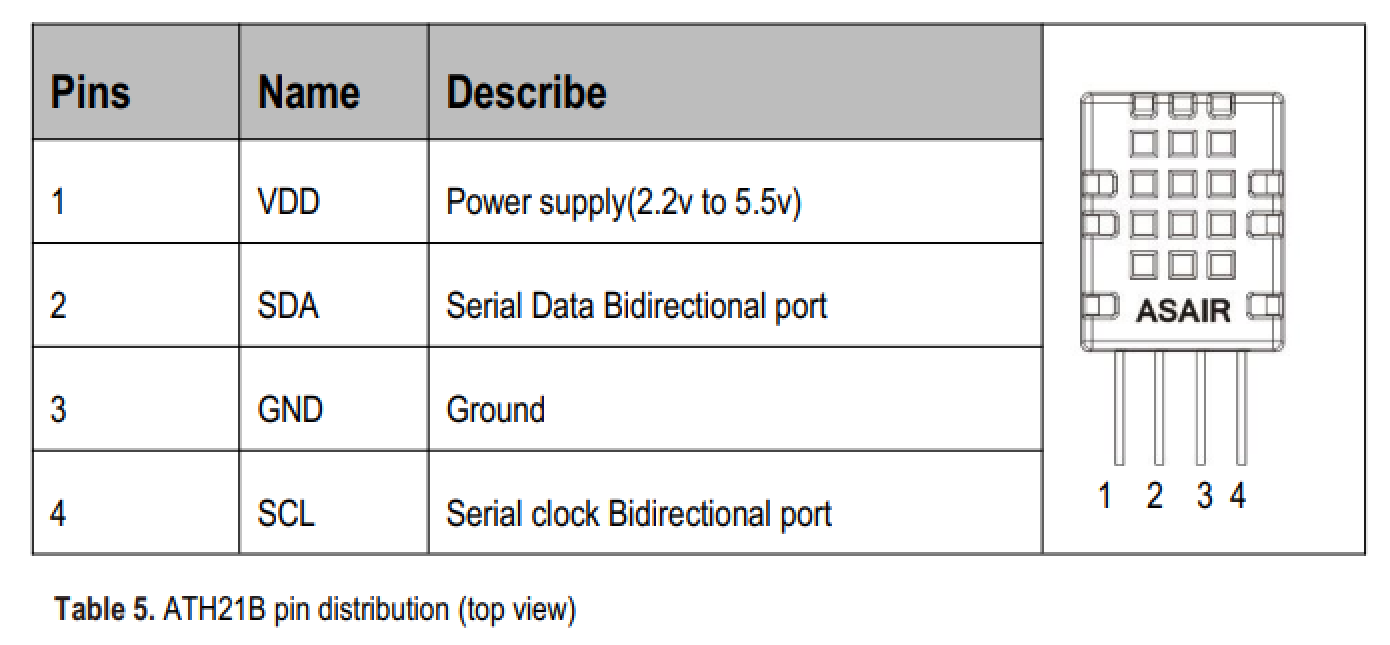 Pins Name Describe
1 VDD Power supply(2.2v to 5.5v)
2 SDA Serial Data Bidirectional port
3 GND Ground
4 SCL Serial clock Bidirectional port
ASAIR
1 2 3 4
Table 5. ATH21B pin distribution (top view)